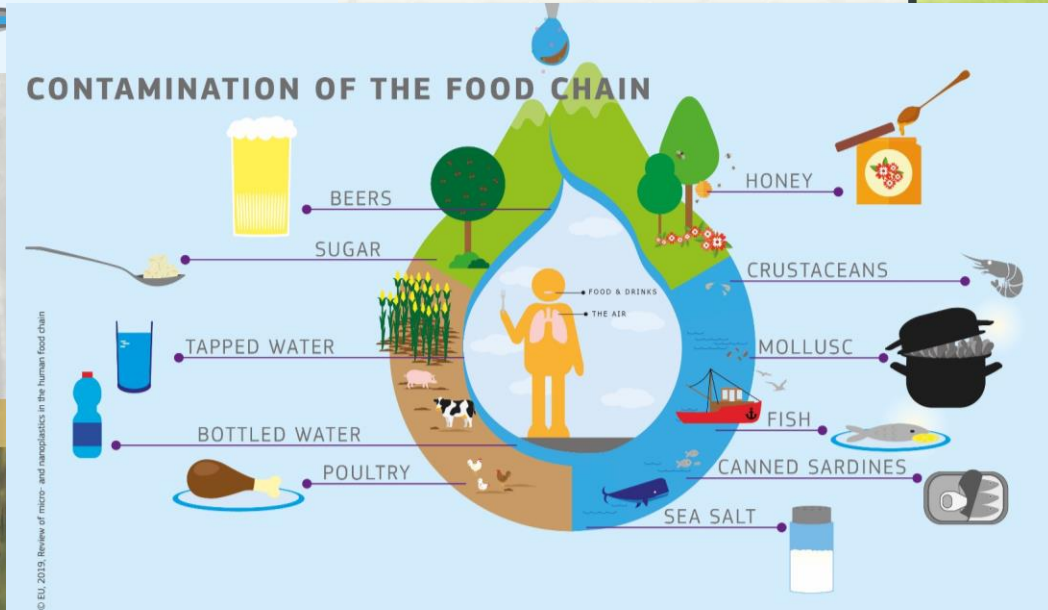 CONTAMINATION OF THE FOOD CHAIN
BEERS
HONEY
SUGAR
CRUSTACEANS
FOOD & DRINKS
THE AIR
TAPPED WATER
MOLLUSC
FISH
BOTTLED WATER
CANNED SARDINES
POULTRY
SEA SALT
© EU, 2019, Review of micro- and nanoplastics in the human food chain